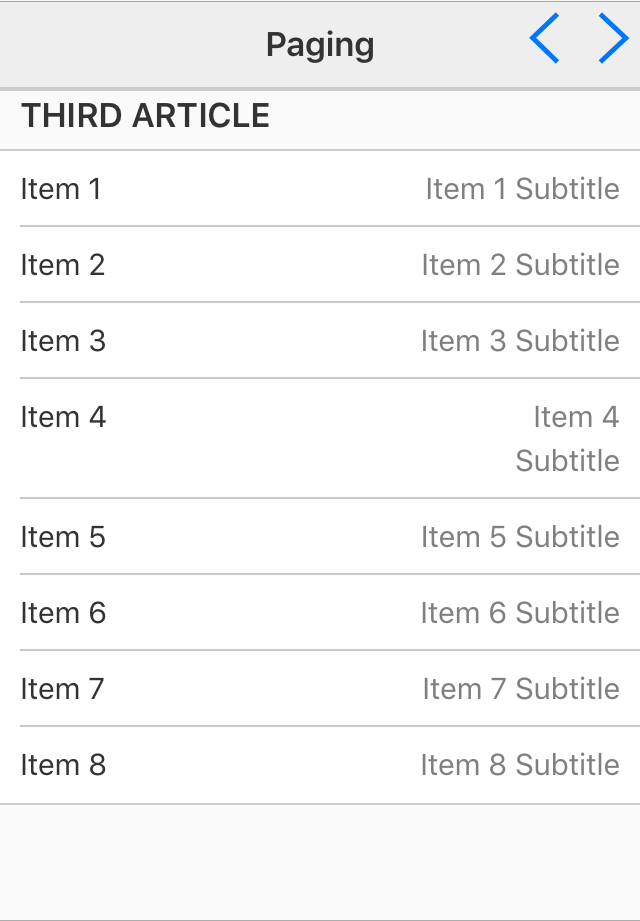 Paging
THIRD ARTICLE
Item 1 Item 1 Subtitle
Item 2 Item 2 Subtitle
Item 3 Item 3 Subtitle
Item 4 Item 4
Subtitle
Item 5 Item 5 Subtitle
Item 6 Item 6 Subtitle
Item 7 Item 7 Subtitle
Item 8 Item 8 Subtitle